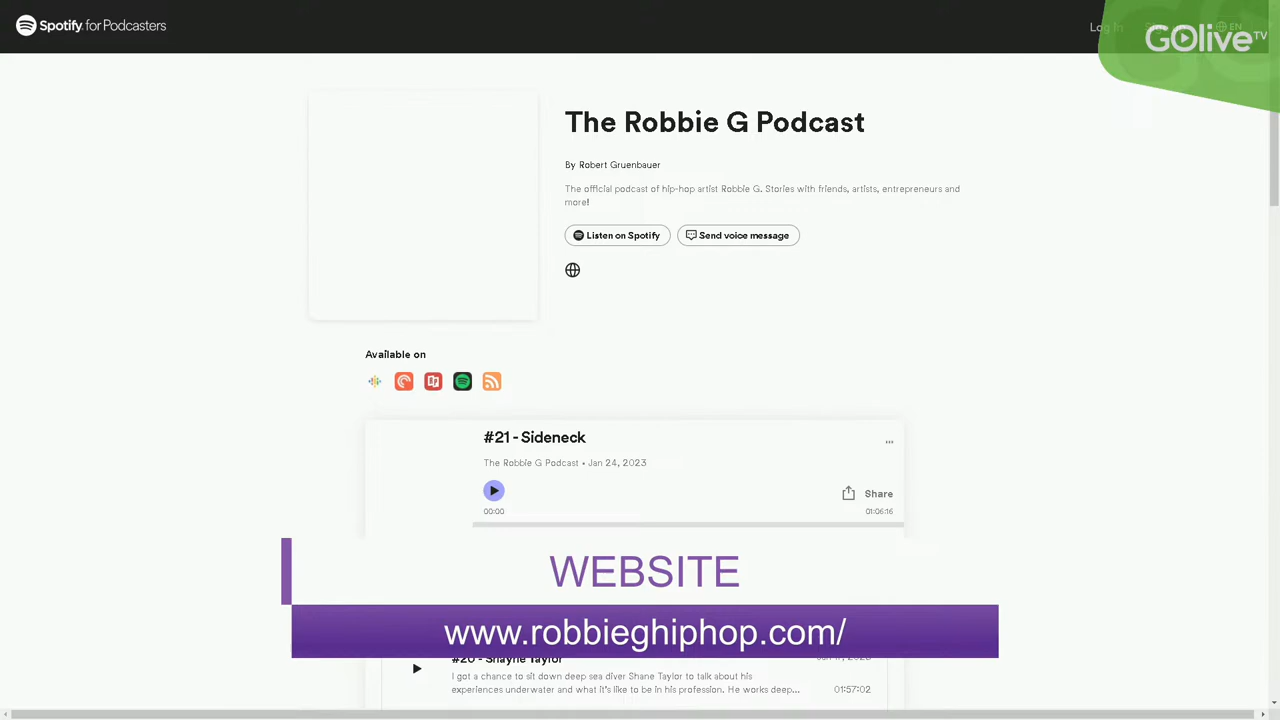 Spotify for Podcasters
Log in
EN
GOlive TV
The Robbie G Podcast
By Robert Gruenbauer
The official podcast of hip-hop artist Robbie G. Stories with friends, artists, entrepreneurs and
more!
Listen on Spotify
Send voice message
Available on
#21 - Sideneck
...
The Robbie G Podcast • Jan 24, 2023
Share
00:00
01:06:16
WEBSITE
www.robbieghiphop.com/
#20 - Shayne Taylor
I got a chance to sit down deep sea diver Shane Taylor to talk about his
experiences underwater and what it's like to be in his profession. He works deep...
01:57:02